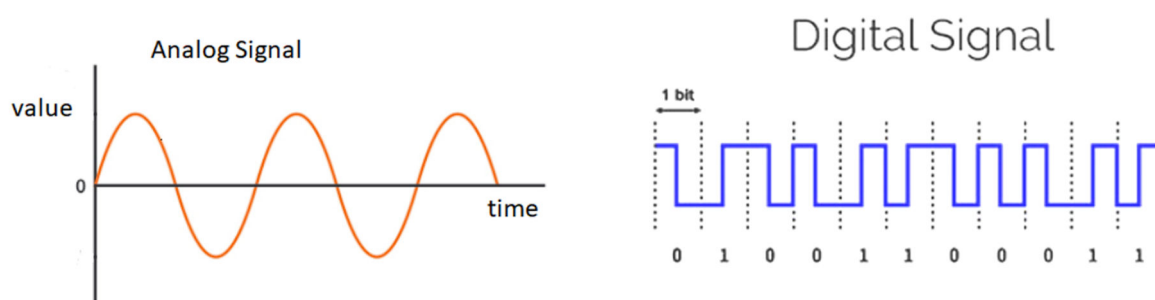 Analog Signal
value
0
time
Digital Signal
1 bit
0 1 0 0 1 1 0 0 0 1 1